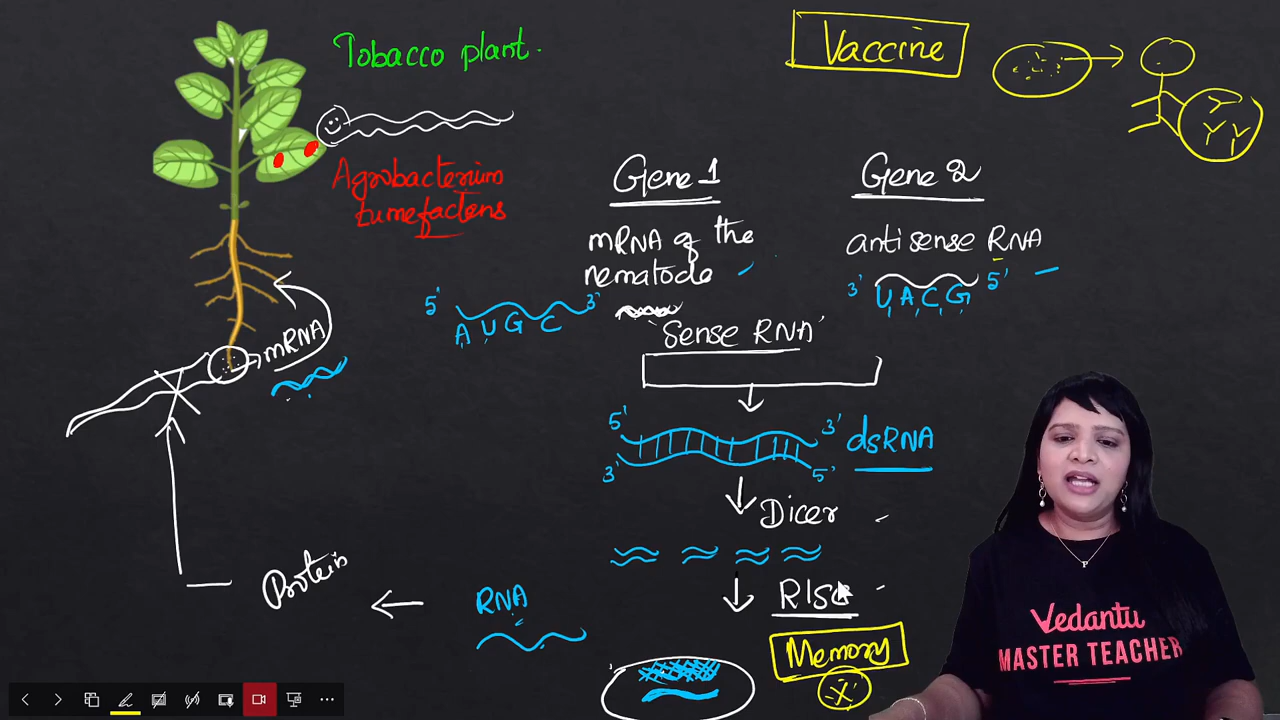 Tobacco plant.
Agrobacterium
tumefaciens
Vaccine
Gene 1
mRNA of the
nematode
Gene 2
antisense RNA
3' 5'
U A C G
5' 3'
A U G C
'Sense RNA'
mRNA
5' 3'
dsRNA
3' 5'
Dicer
RISC
Memory
'X'
RNA
Protein
Vedantu
MASTER TEACHER
P